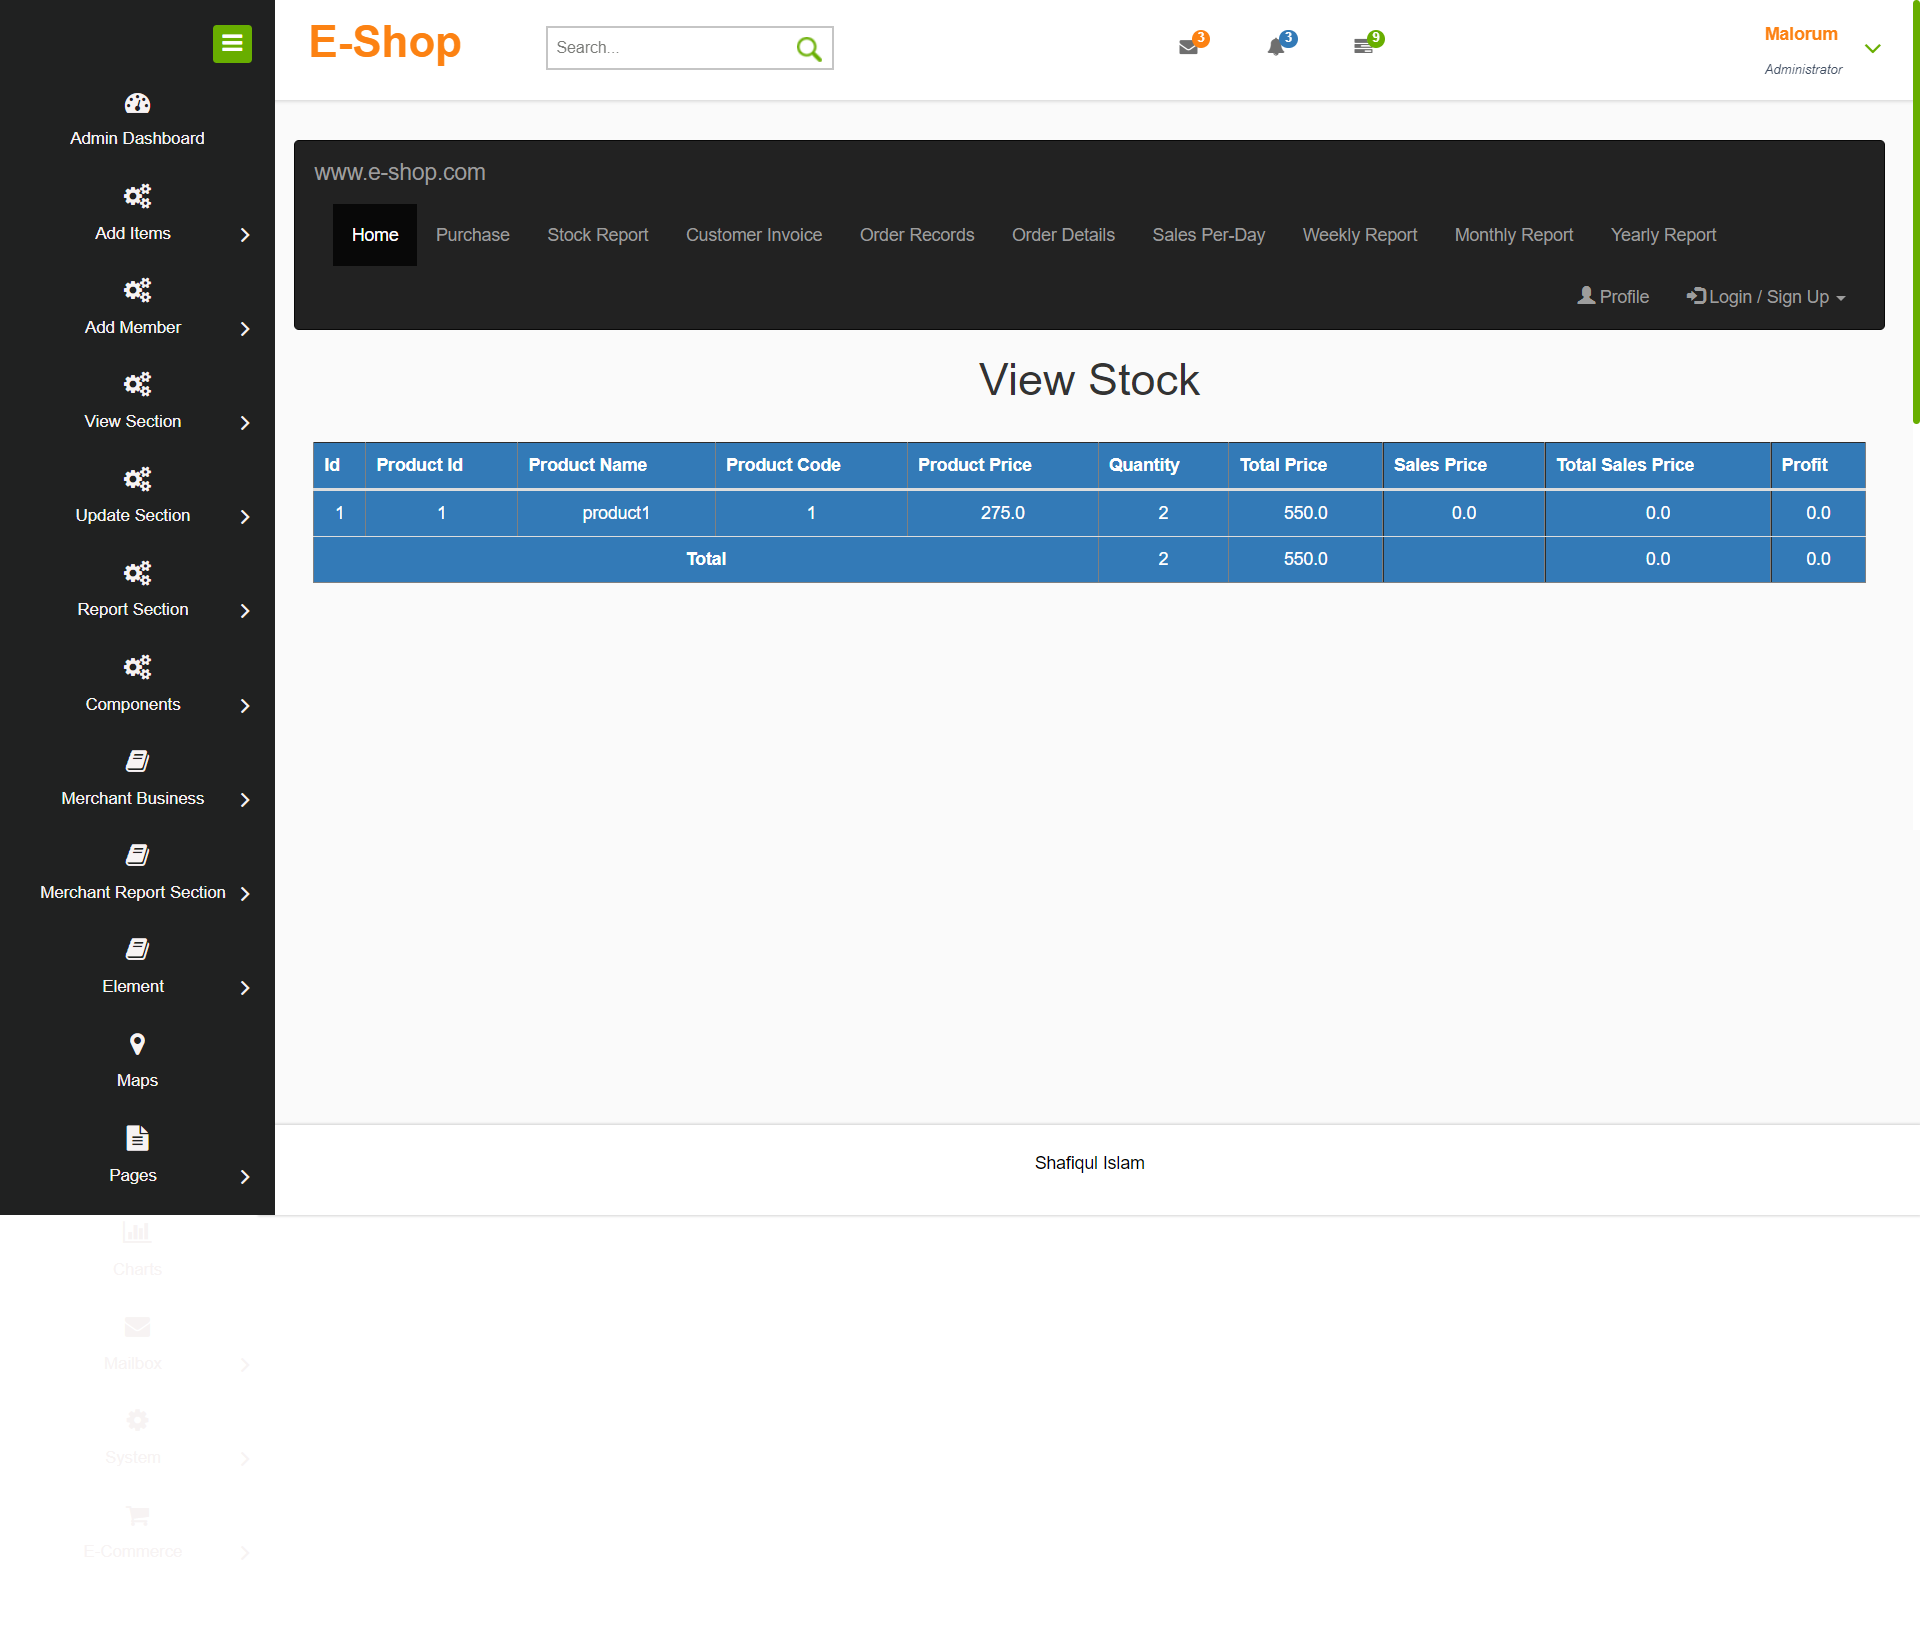 E-Shop
Search...
3
3
9
Malorum
Administrator
Admin Dashboard
Add Items
Add Member
View Section
Update Section
Report Section
Components
Merchant Business
Merchant Report Section
Element
Maps
Pages
Charts
Mailbox
System
E-Commerce
www.e-shop.com
Home Purchase Stock Report Customer Invoice Order Records Order Details Sales Per-Day Weekly Report Monthly Report Yearly Report
Profile Login / Sign Up
View Stock
Id Product Id Product Name Product Code Product Price Quantity Total Price Sales Price Total Sales Price Profit
1 1 product1 1 275.0 2 550.0 0.0 0.0 0.0
Total 2 550.0 0.0 0.0
Shafiqul Islam